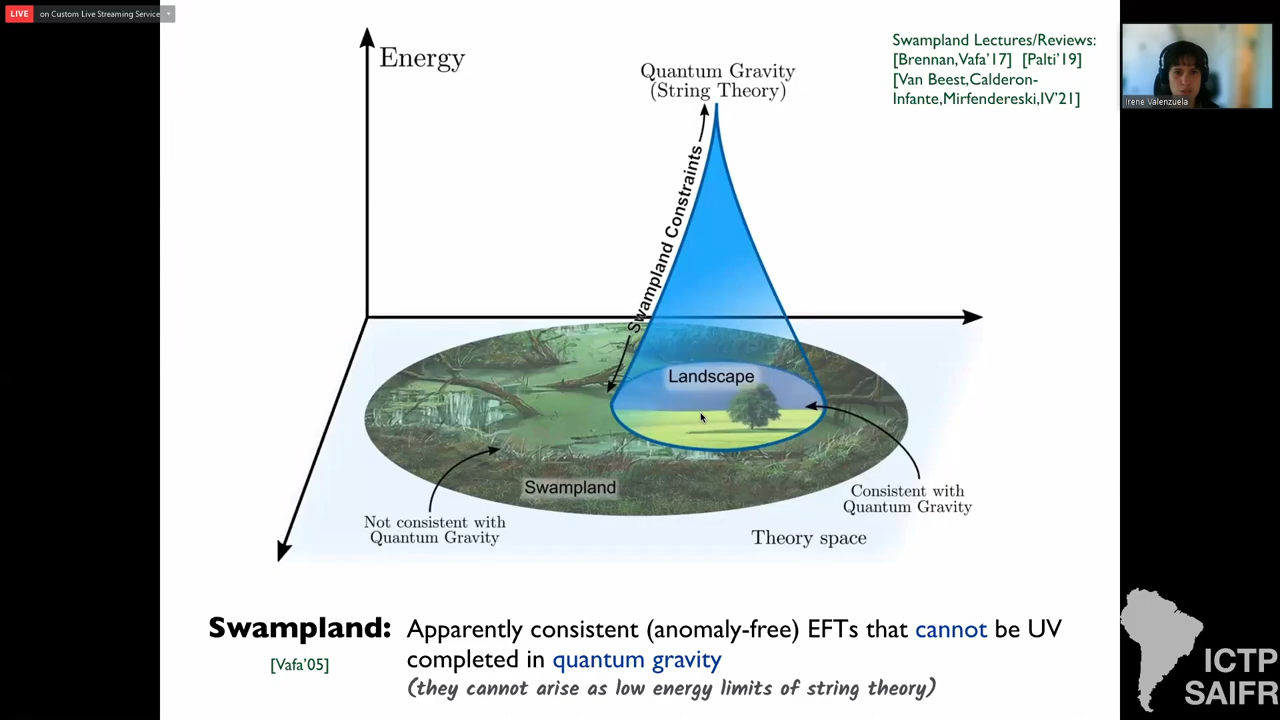 LIVE on Custom Live Streaming Service
Energy
Quantum Gravity
(String Theory)
Swampland Lectures/Reviews:
[Brennan,Vafa'17] [Palti'19]
[Van Beest,Calderon-
Infante,Mirfendereski,IV'21]
Irene Valenzuela
Swampland Constraints
Landscape
Swampland
Not consistent with
Quantum Gravity
Consistent with
Quantum Gravity
Theory space
Swampland: Apparently consistent (anomaly-free) EFTs that cannot be UV
[Vafa'05] completed in quantum gravity
(they cannot arise as low energy limits of string theory)
ICTP
SAIFR